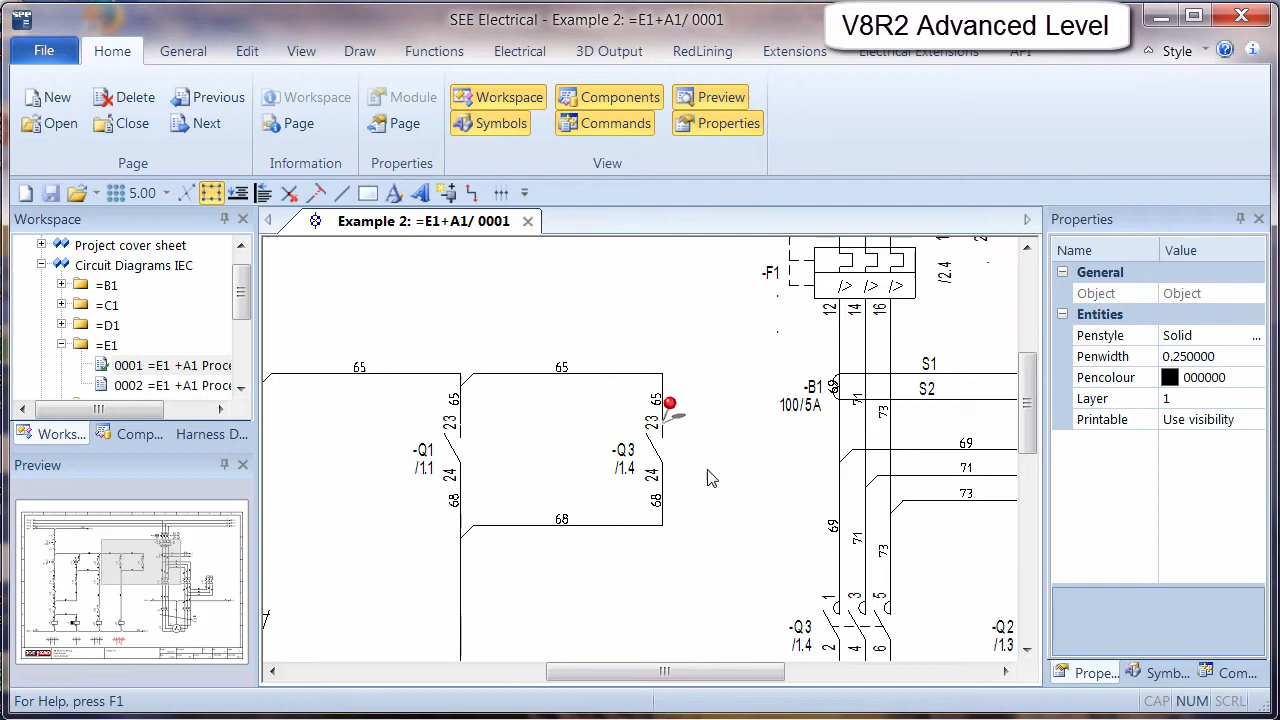 SEE Electrical - Example 2: =E1+A1/ 0001
V8R2 Advanced Level
File Home General Edit View Draw Functions Electrical 3D Output RedLining Extensions Electrical Extensions API Style
New Delete Previous Workspace Module Workspace Components Preview
Open Close Next Page Page Symbols Commands Properties
Page Information Properties View
5.00
Workspace
Project cover sheet
Circuit Diagrams IEC
=B1
=C1
=D1
=E1
0001 =E1 +A1 Proce
0002 =E1 +A1 Proce
Works... Comp... Harness D...
Preview
Example 2: =E1+A1/ 0001
-F1
/2.4
12
14
16
65
65
65
65
23
23
-Q1
/1.1
-Q3
/1.4
24
24
68
68
68
-B1
100/5A
69
71
73
S1
S2
69
71
73
69
71
73
1
3
5
-Q3
/1.4
2
4
6
-Q2
/1.3
Properties
Name Value
General
Object Object
Entities
Penstyle Solid ...
Penwidth 0.250000
Pencolour 000000
Layer 1
Printable Use visibility
Prope... Symb... Com...
For Help, press F1
CAP NUM SCRL